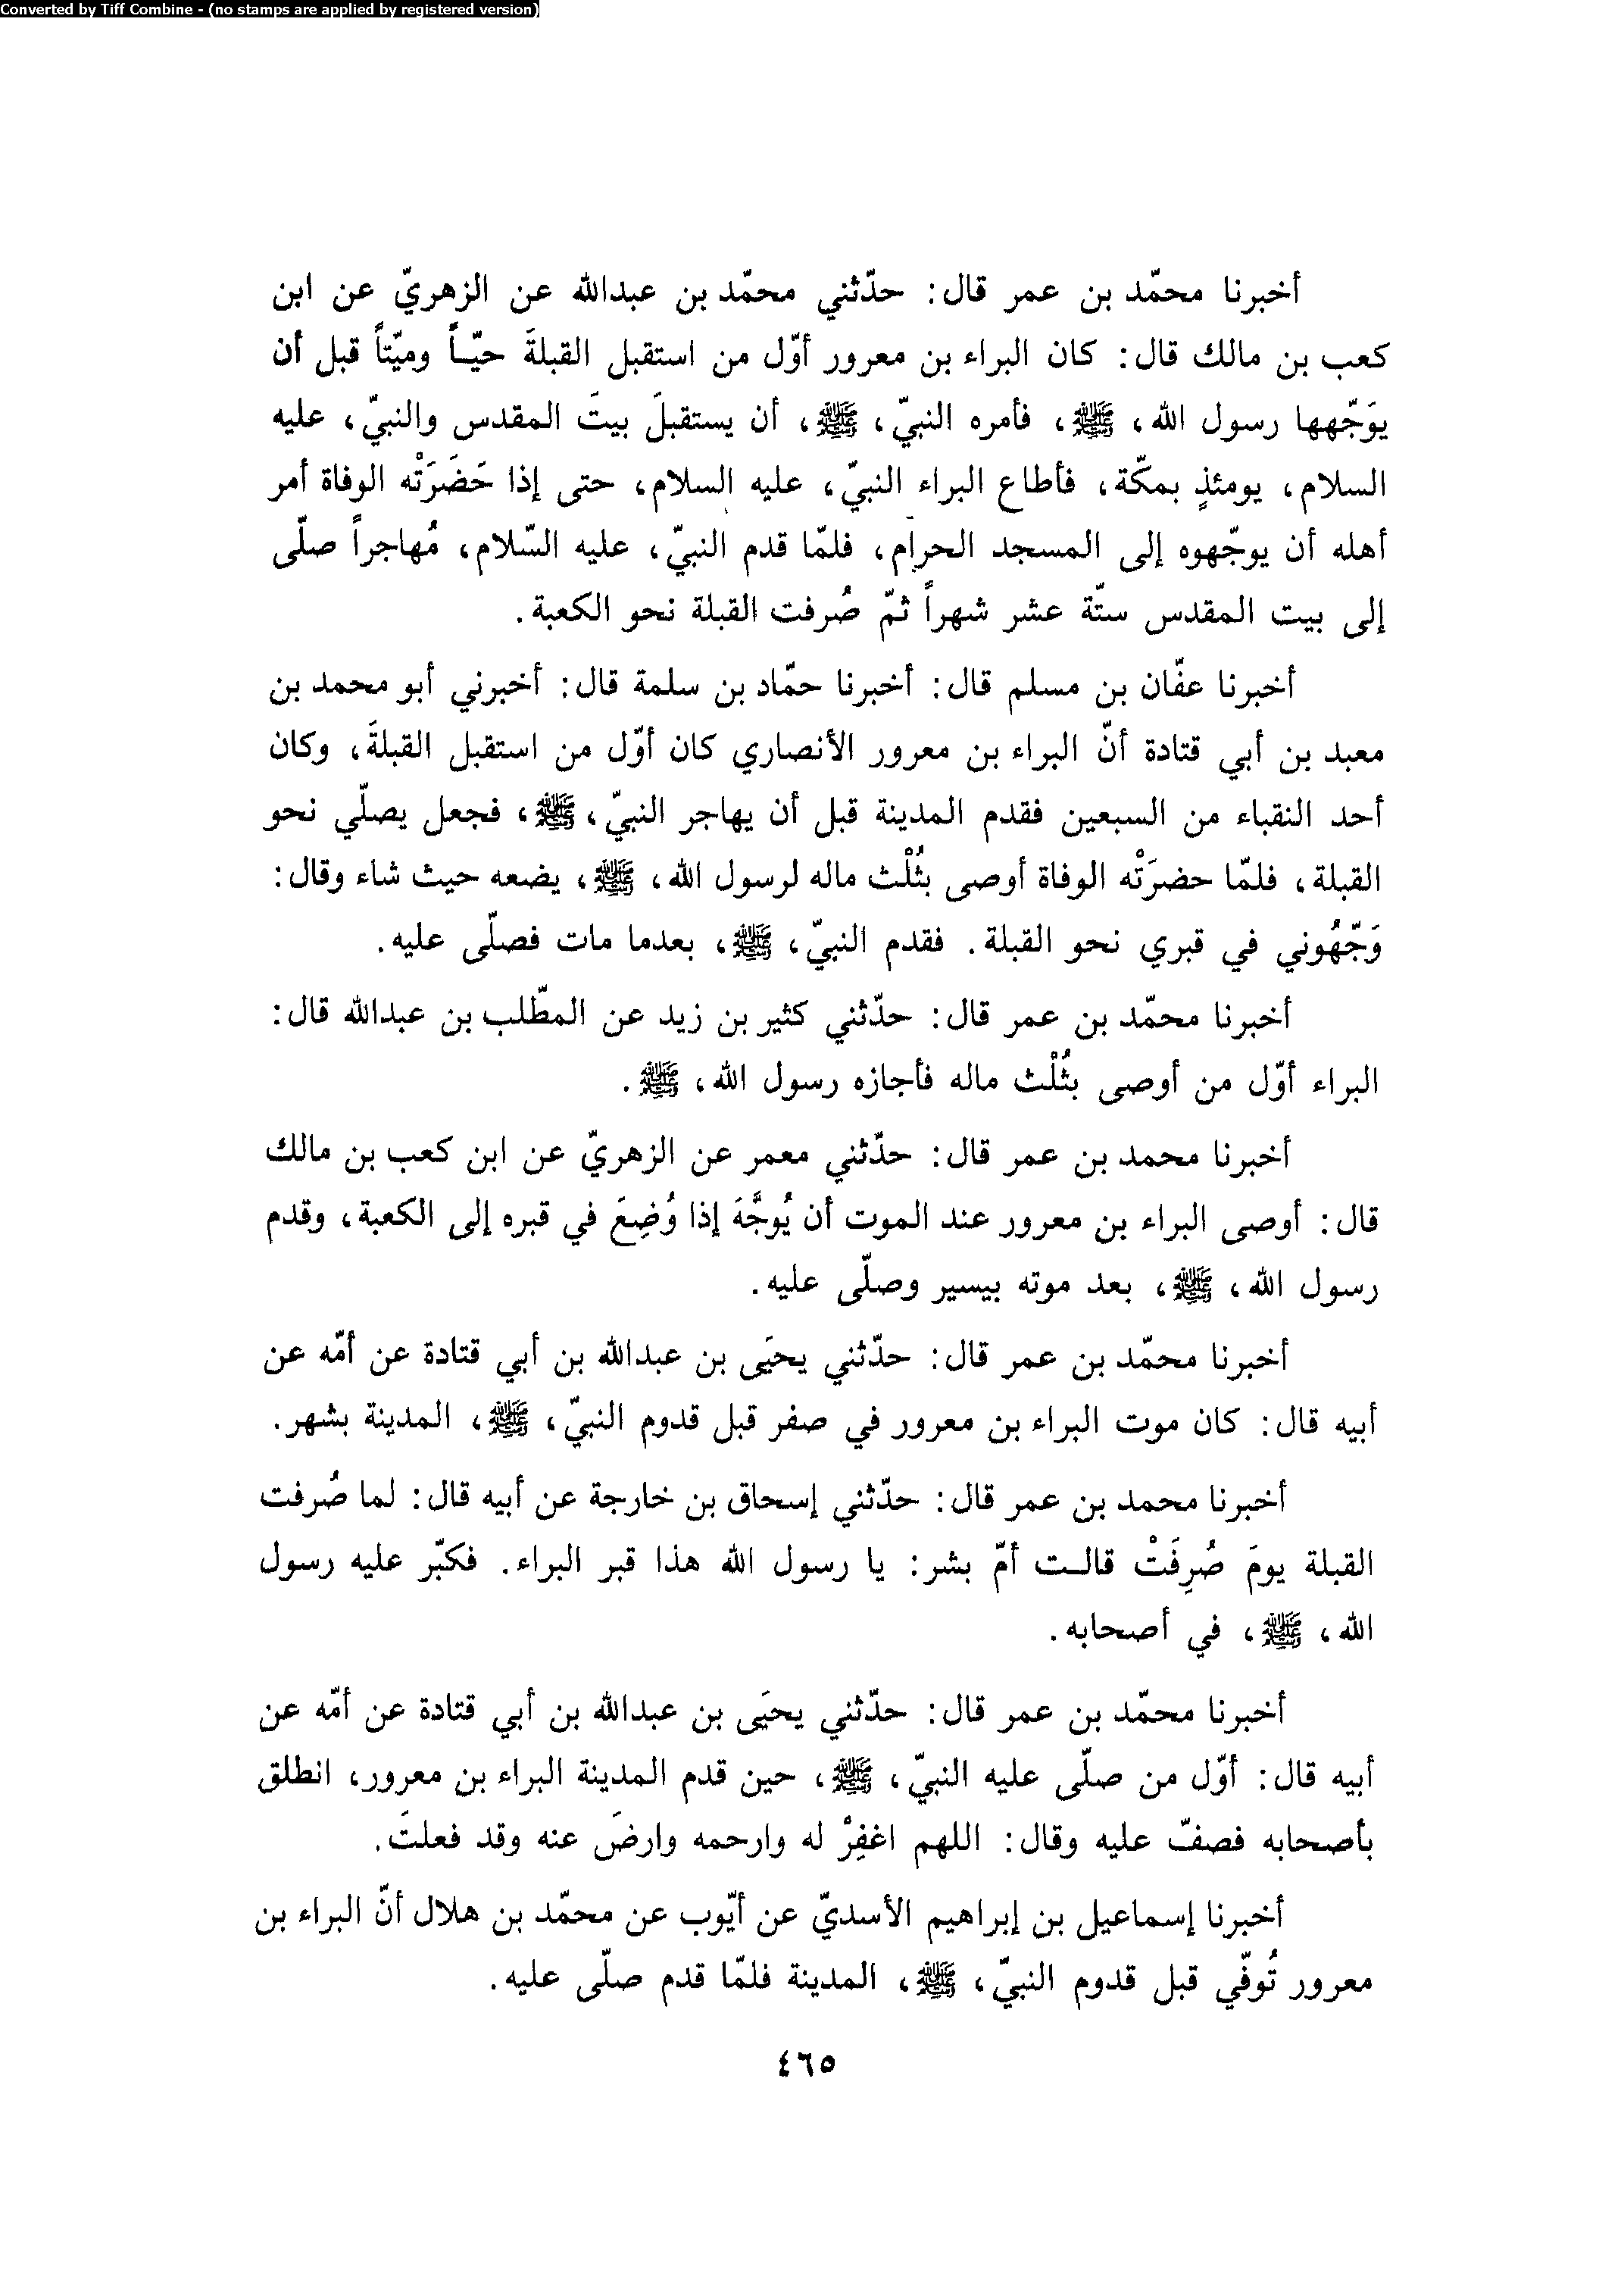 Converted by Tiff Combine - (no stamps are applied by registered version)
أخبرنا محمّد بن عمر قال: حدّثني محمّد بن عبدالله عن الزهريّ عن ابن
كعب بن مالك قال: كان البراء بن معرور أوّل من استقبل القبلةَ حيّـاً وميّتاً قبل أن
يوَجّهها رسول الله، ﷺ، فأمره النبيّ، ﷺ، أن يستقبلَ بيتَ المقدس والنبيّ، عليه
السلام، يومئذٍ بمكّة، فأطاع البراء النبيّ، عليه السلام، حتى إذا حَضَرَتْه الوفاة أمر
أهله أن يوجّهوه إلى المسجد الحرام، فلمّا قدم النبيّ، عليه السّلام، مُهاجراً صلّى
إلى بيت المقدس ستّة عشر شهراً ثمّ صُرفت القبلة نحو الكعبة.
أخبرنا عفّان بن مسلم قال: أخبرنا حمّاد بن سلمة قال: أخبرني أبو محمد بن
معبد بن أبي قتادة أنّ البراء بن معرور الأنصاري كان أوّل من استقبل القبلةَ، وكان
أحد النقباء من السبعين فقدم المدينة قبل أن يهاجر النبيّ، ﷺ، فجعل يصلّي نحو
القبلة، فلمّا حضرَتْه الوفاة أوصى بثُلْث ماله لرسول الله، ﷺ، يضعه حيث شاء وقال:
وَجّهُوني في قبري نحو القبلة. فقدم النبيّ، ﷺ، بعدما مات فصلّى عليه.
أخبرنا محمّد بن عمر قال: حدّثني كثير بن زيد عن المطّلب بن عبدالله قال:
البراء أوّل من أوصى بثُلْث ماله فأجازه رسول الله، ﷺ.
أخبرنا محمد بن عمر قال: حدّثني معمر عن الزهريّ عن ابن كعب بن مالك
قال: أوصى البراء بن معرور عند الموت أن يُوجَّهَ إذا وُضِعَ في قبره إلى الكعبة، وقدم
رسول الله، ﷺ، بعد موته بيسير وصلّى عليه.
أخبرنا محمّد بن عمر قال: حدّثني يحيَى بن عبدالله بن أبي قتادة عن أمّه عن
أبيه قال: كان موت البراء بن معرور في صفر قبل قدوم النبيّ، ﷺ، المدينة بشهر.
أخبرنا محمد بن عمر قال: حدّثني إسحاق بن خارجة عن أبيه قال: لما صُرفت
القبلة يومَ صُرِفَتْ قالـت أمّ بشر: يا رسول الله هذا قبر البراء. فكبّر عليه رسول
الله، ﷺ، في أصحابه.
أخبرنا محمّد بن عمر قال: حدّثني يحيَى بن عبدالله بن أبي قتادة عن أمّه عن
أبيه قال: أوّل من صلّى عليه النبيّ، ﷺ، حين قدم المدينة البراء بن معرور، انطلق
بأصحابه فصفّ عليه وقال: اللهم اغفِرْ له وارحمه وارضَ عنه وقد فعلتَ.
أخبرنا إسماعيل بن إبراهيم الأسديّ عن أيّوب عن محمّد بن هلال أنّ البراء بن
معرور تُوفّي قبل قدوم النبيّ، ﷺ، المدينة فلمّا قدم صلّى عليه.
٤٦٥